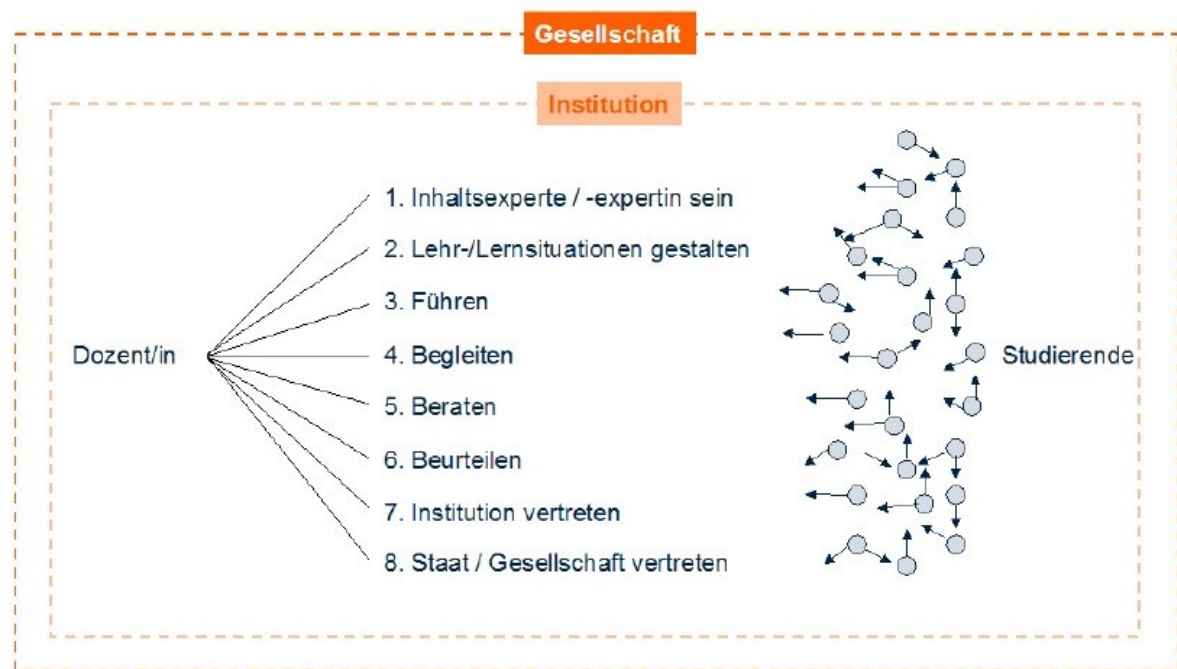 Gesellschaft
Institution
1. Inhaltsexperte / -expertin sein
2. Lehr-/Lernsituationen gestalten
3. Führen
Dozent/in
4. Begleiten
Studierende
5. Beraten
6. Beurteilen
7. Institution vertreten
8. Staat / Gesellschaft vertreten